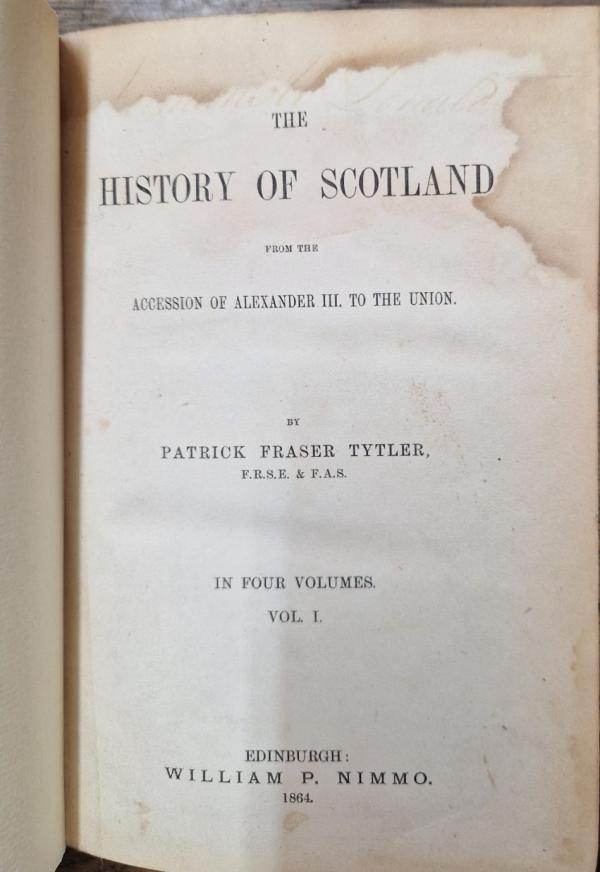 THE
HISTORY OF SCOTLAND
FROM THE
ACCESSION OF ALEXANDER III. TO THE UNION.
BY
PATRICK FRASER TYTLER,
F.R.S.E. & F.A.S.
IN FOUR VOLUMES.
VOL. I.
EDINBURGH:
WILLIAM P. NIMMO.
1864.